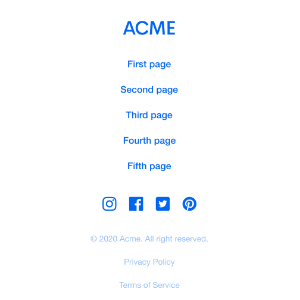 ACME
First page
Second page
Third page
Fourth page
Fifth page
© 2020 Acme. All right reserved.
Privacy Policy
Terms of Service